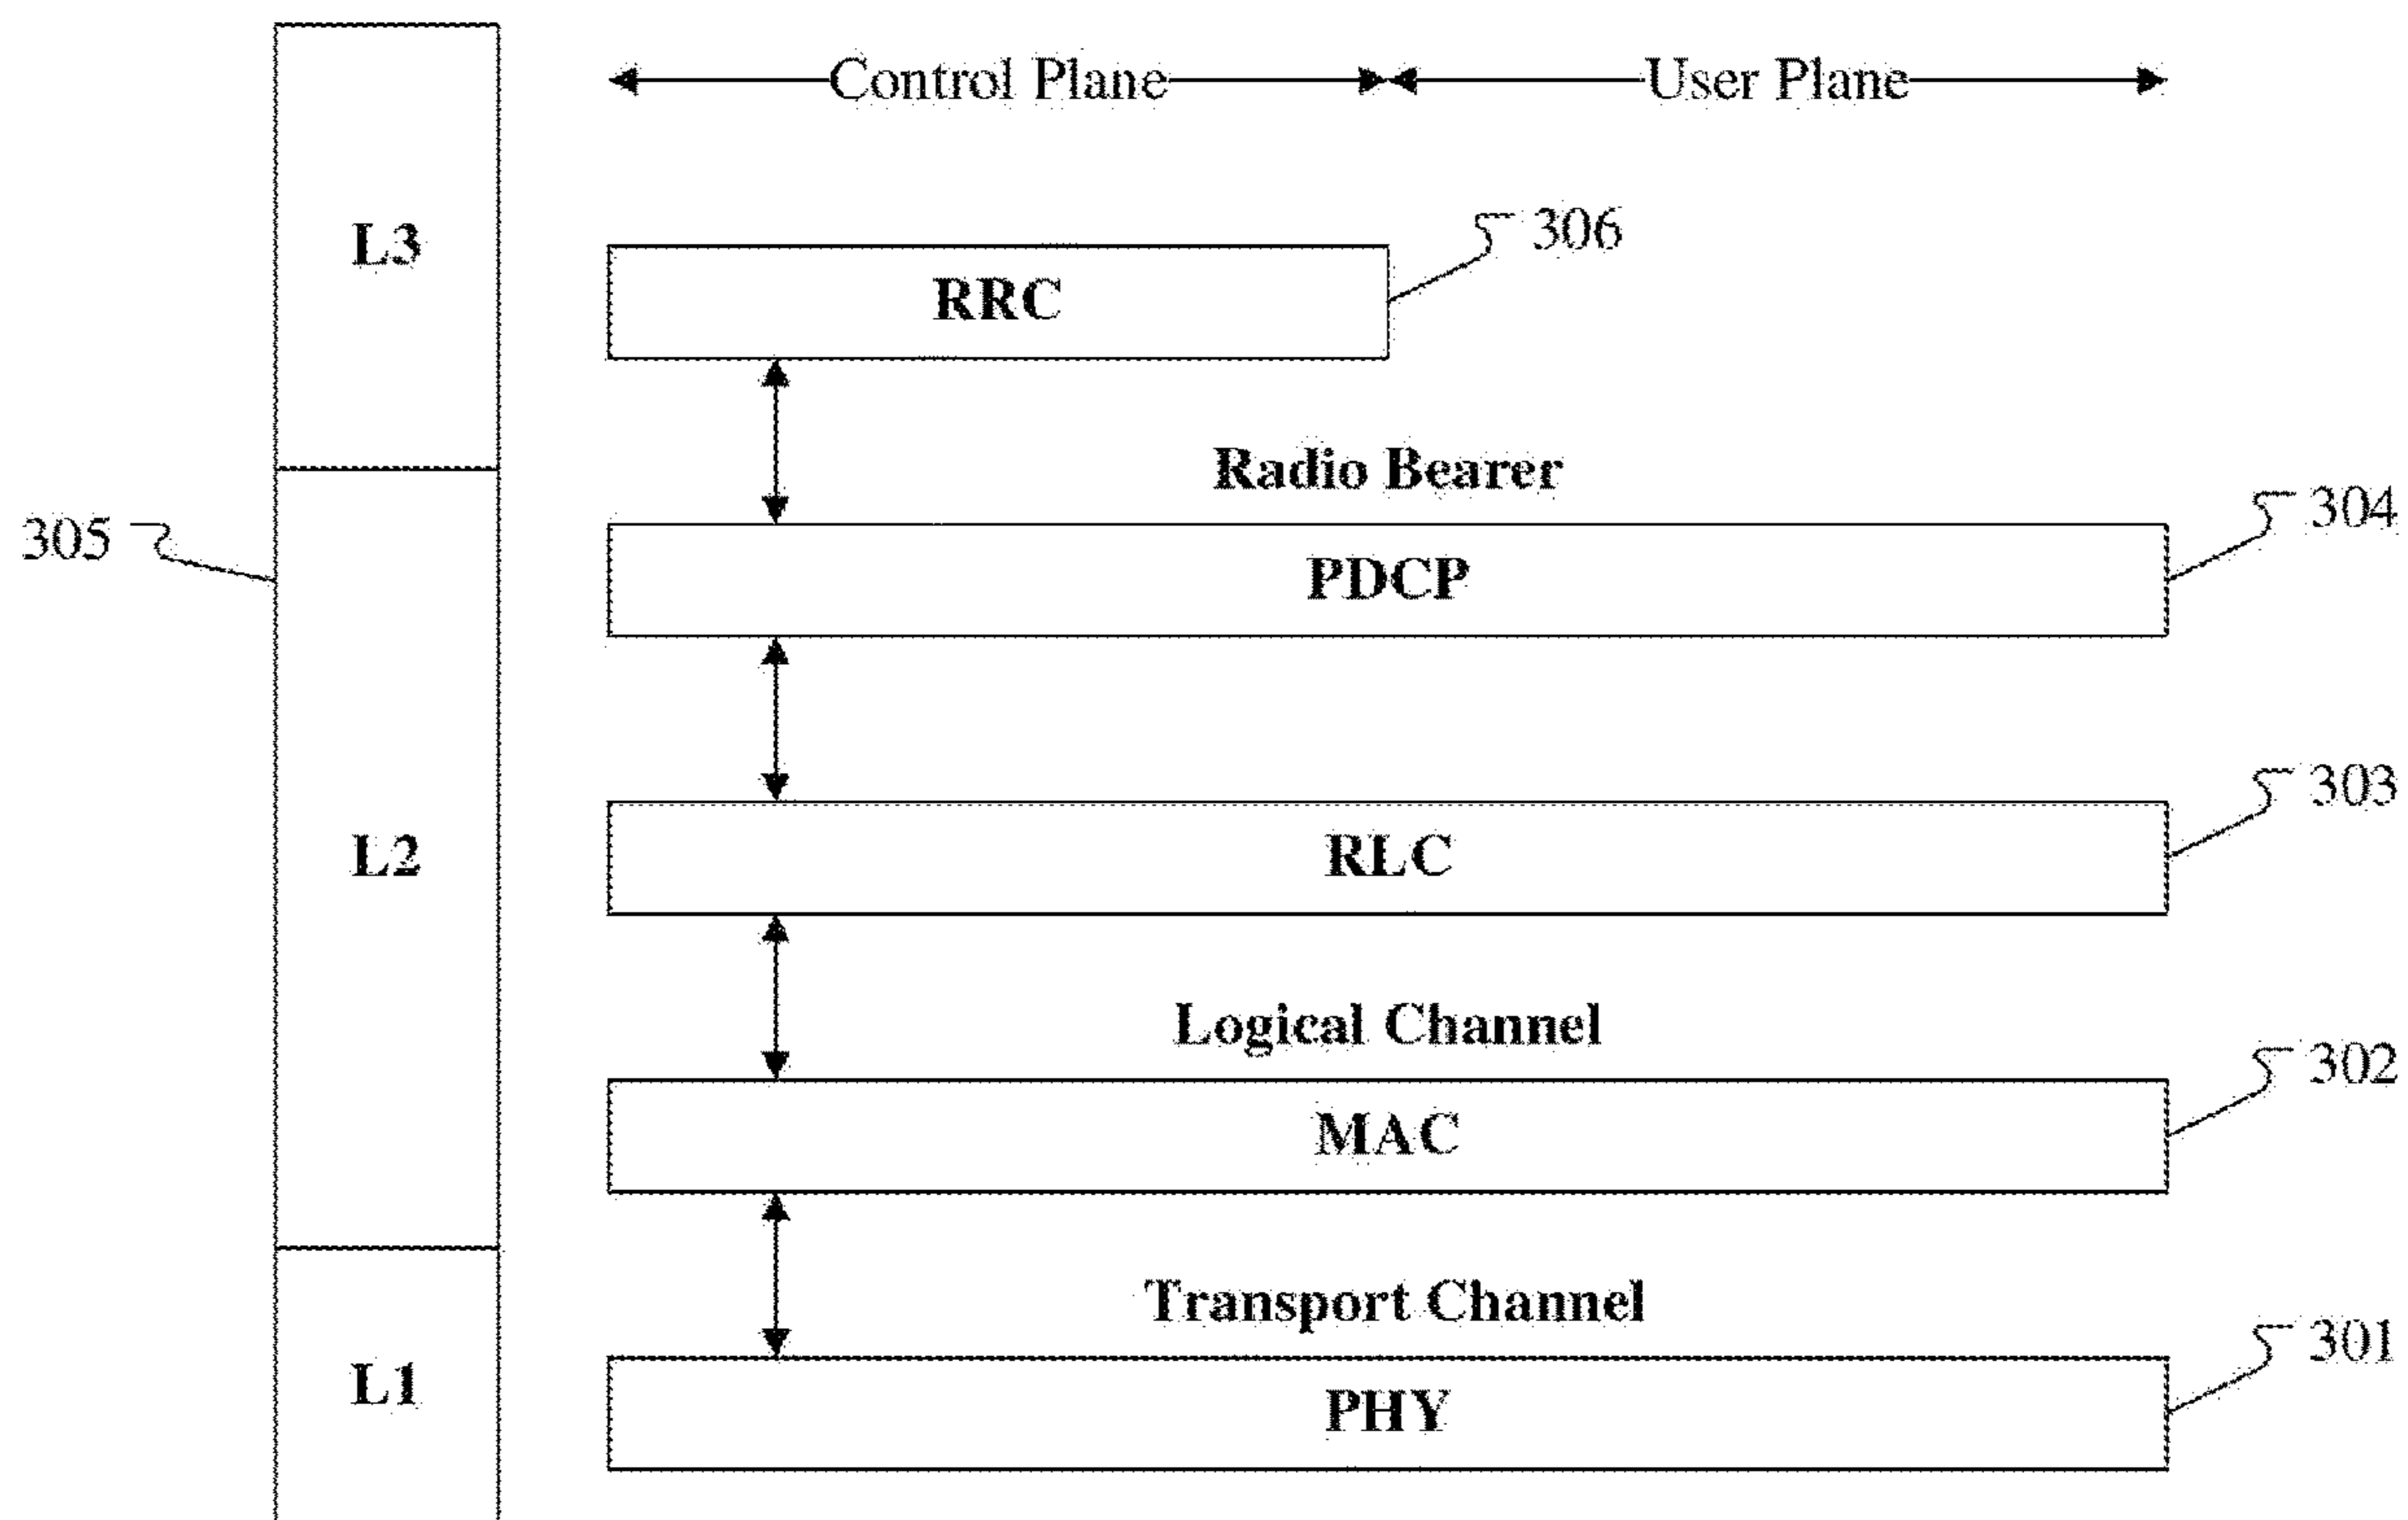 Control Plane User Plane
L3
306
RRC
Radio Bearer
304
305
PDCP
303
L2
RLC
Logical Channel
302
MAC
Transport Channel
301
L1
PHY